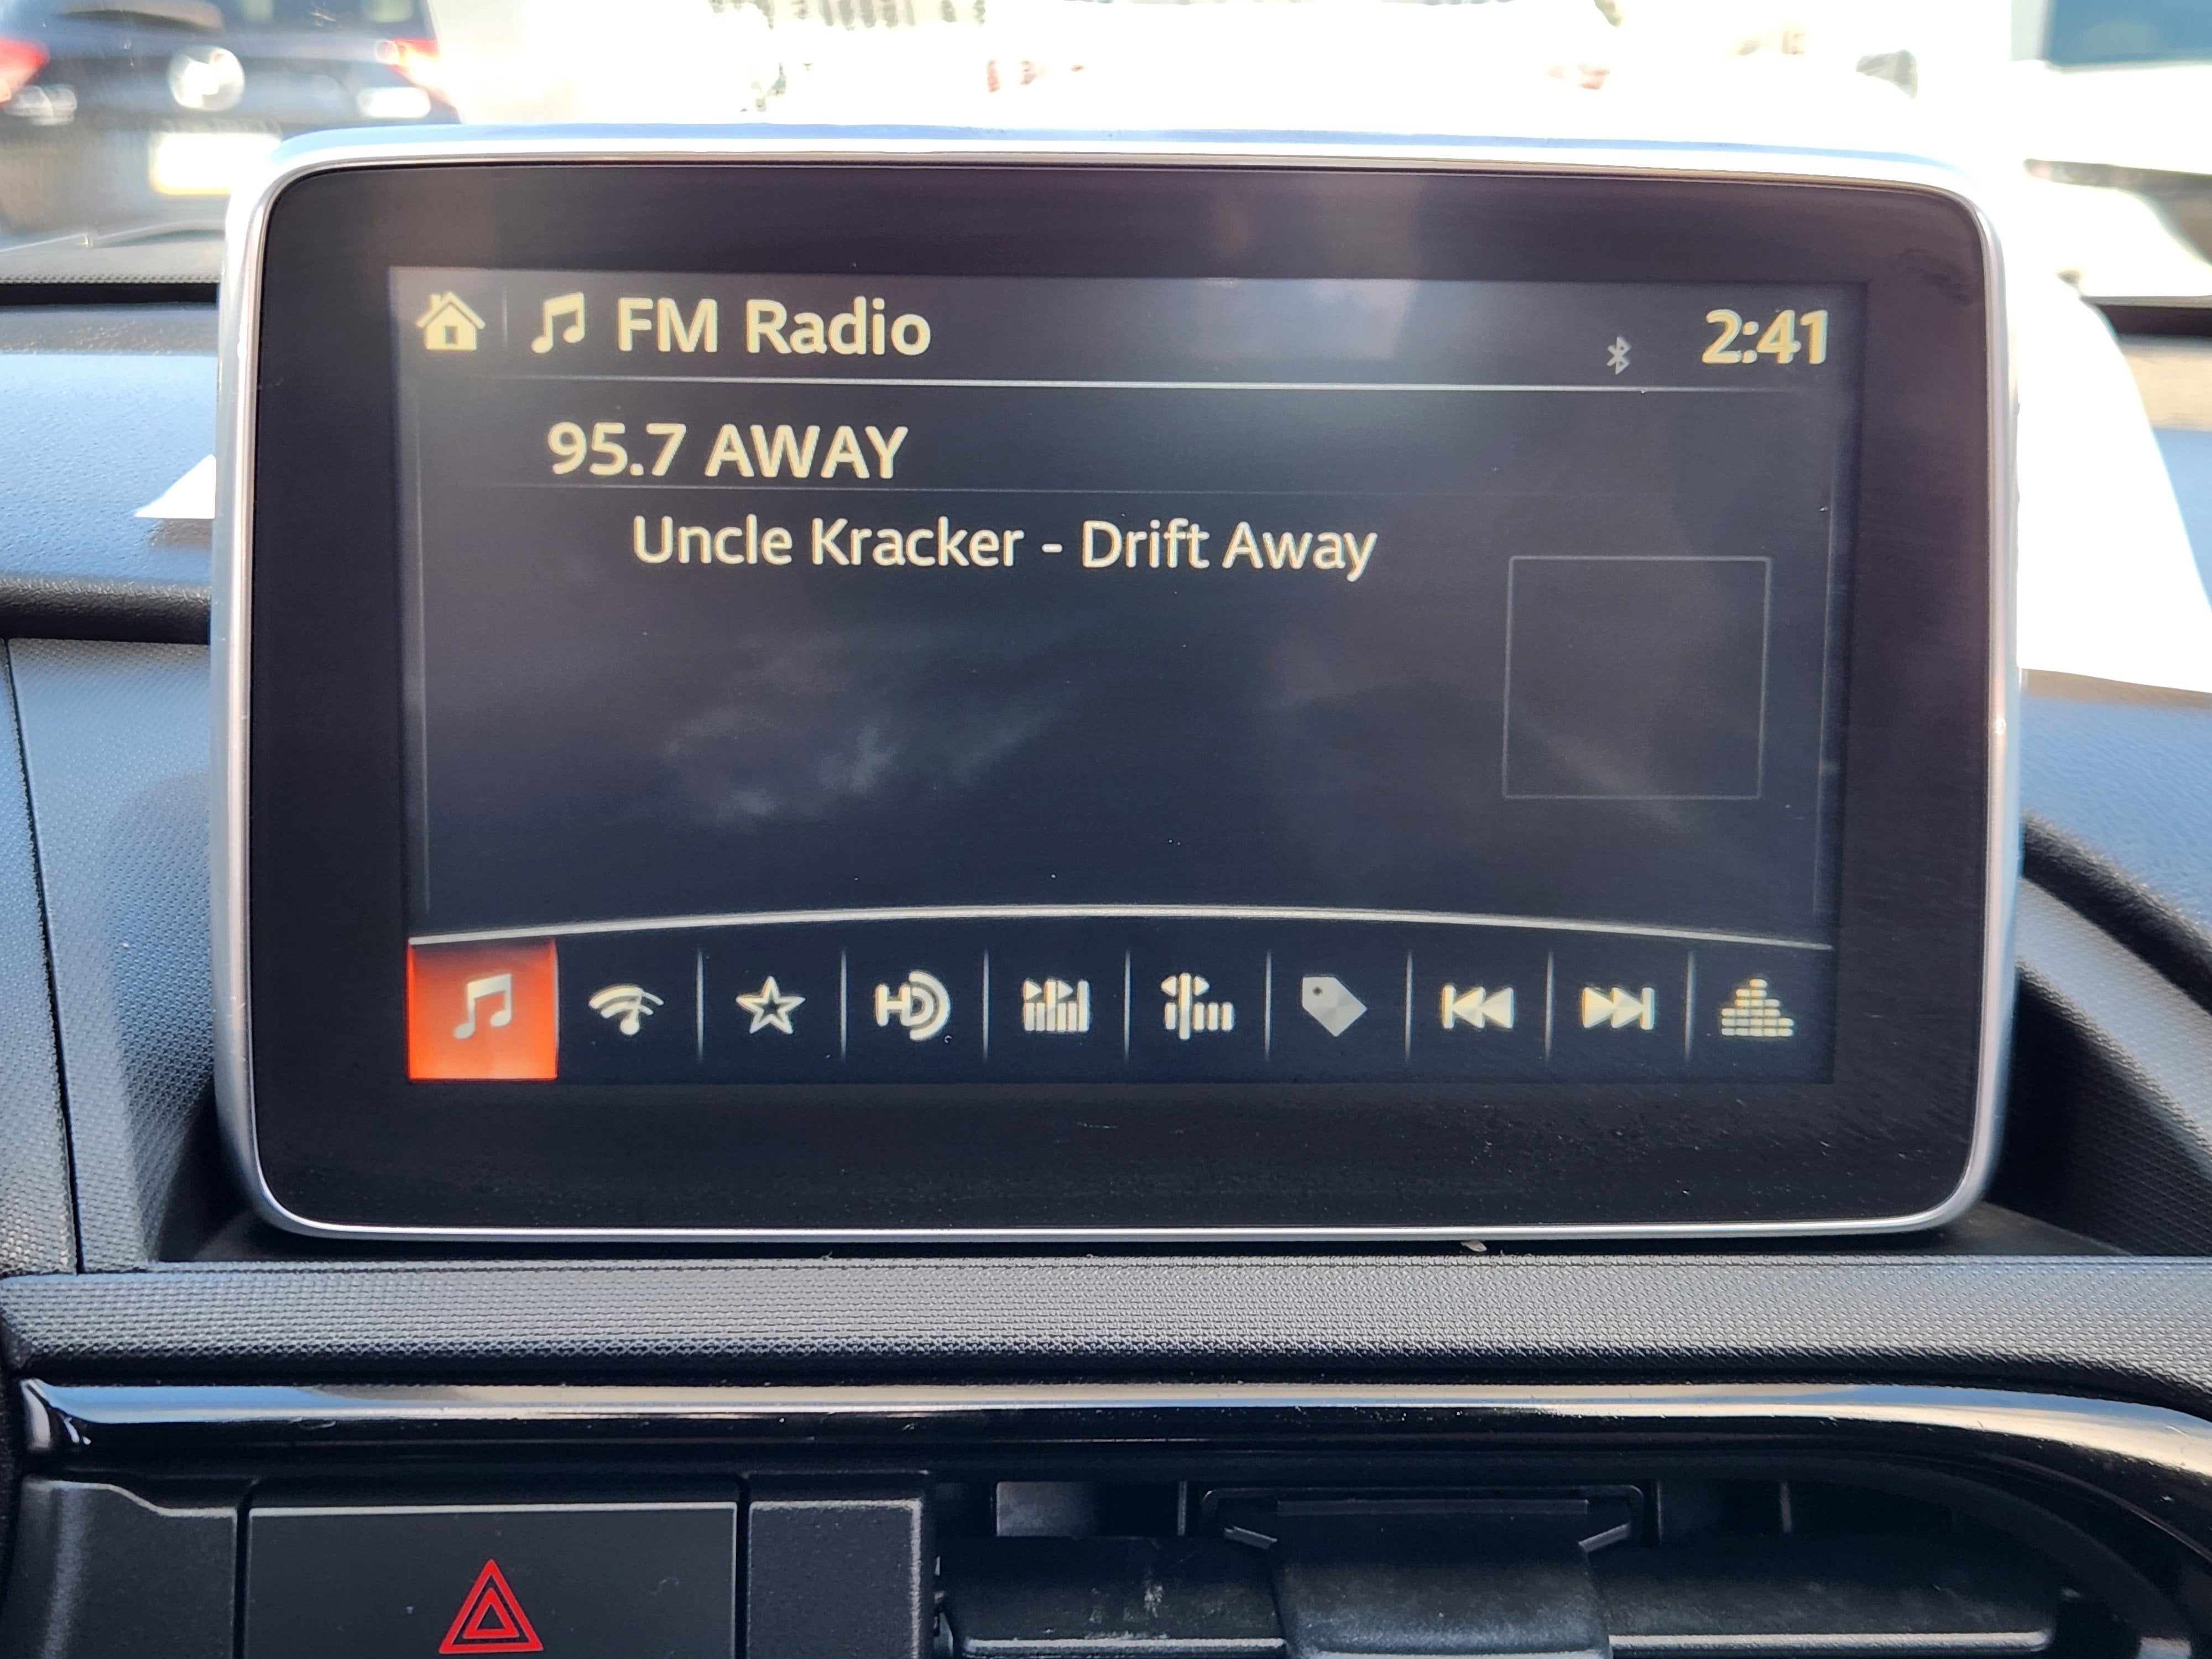 FM Radio
2:41
95.7 AWAY
Uncle Kracker - Drift Away
HD